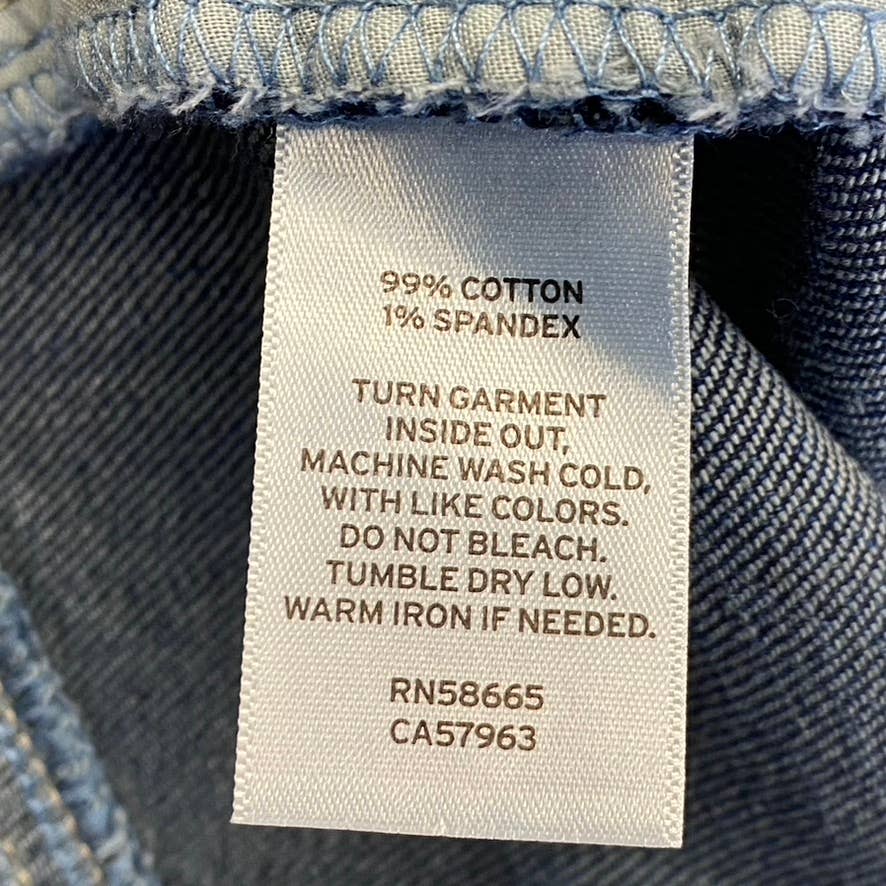 99% COTTON
1% SPANDEX
TURN GARMENT
INSIDE OUT,
MACHINE WASH COLD,
WITH LIKE COLORS.
DO NOT BLEACH.
TUMBLE DRY LOW.
WARM IRON IF NEEDED.
RN58665
CA57963